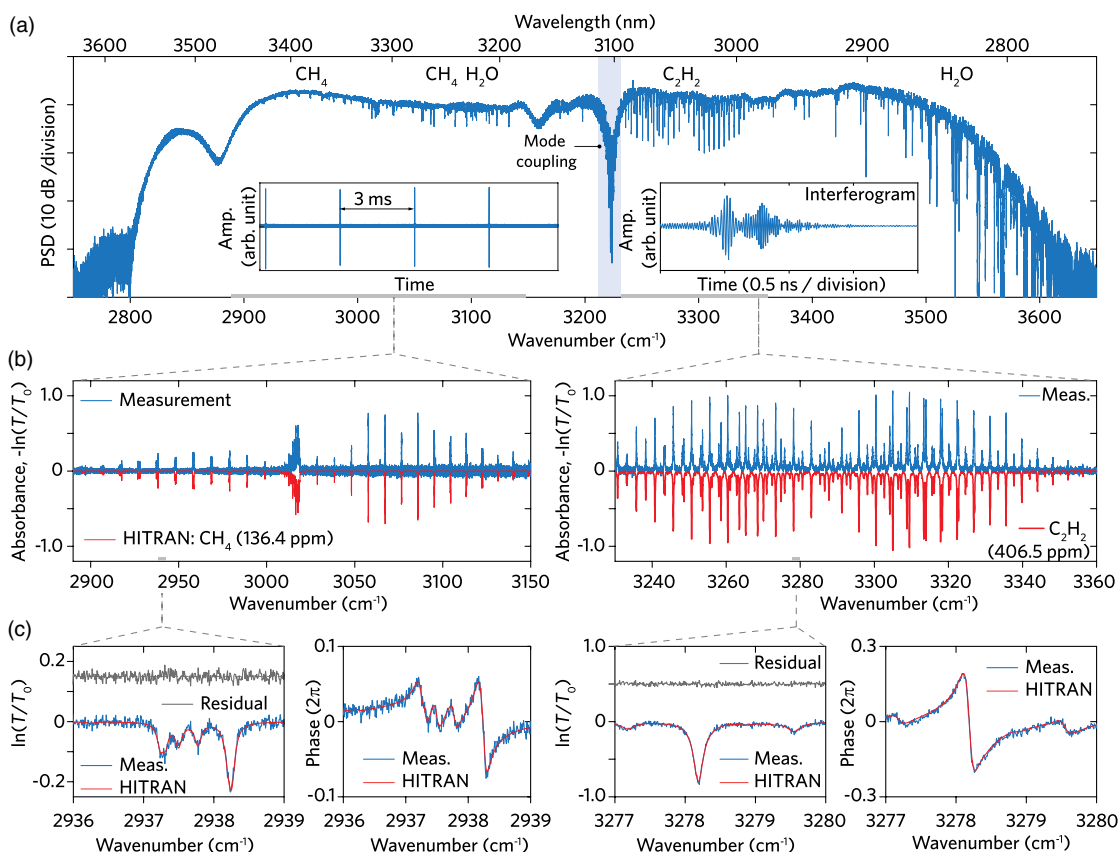 (a)
Wavelength (nm)
3600 3500 3400 3300 3200 3100 3000 2900 2800
CH₄ CH₄ H₂O C₂H₂ H₂O
PSD (10 dB /division)
Mode
coupling
3 ms
Amp.
(arb. unit)
Time
Interferogram
Amp.
(arb. unit)
Time (0.5 ns / division)
2800 2900 3000 3100 3200 3300 3400 3500 3600
Wavenumber (cm⁻¹)
(b)
Absorbance, -ln(T/T₀)
1.0
0
-1.0
Measurement
HITRAN: CH₄ (136.4 ppm)
2900 2950 3000 3050 3100 3150
Wavenumber (cm⁻¹)
Absorbance, -ln(T/T₀)
1.0
0
-1.0
Meas.
C₂H₂
(406.5 ppm)
3240 3260 3280 3300 3320 3340 3360
Wavenumber (cm⁻¹)
(c)
ln(T/T₀)
0.2
0
-0.2
Residual
Meas.
HITRAN
2936 2937 2938 2939
Wavenumber (cm⁻¹)
Phase (2π)
0.1
0
-0.1
Meas.
HITRAN
2936 2937 2938 2939
Wavenumber (cm⁻¹)
ln(T/T₀)
1.0
0
-1.0
Residual
Meas.
HITRAN
3277 3278 3279 3280
Wavenumber (cm⁻¹)
Phase (2π)
0.3
0
-0.3
Meas.
HITRAN
3277 3278 3279 3280
Wavenumber (cm⁻¹)